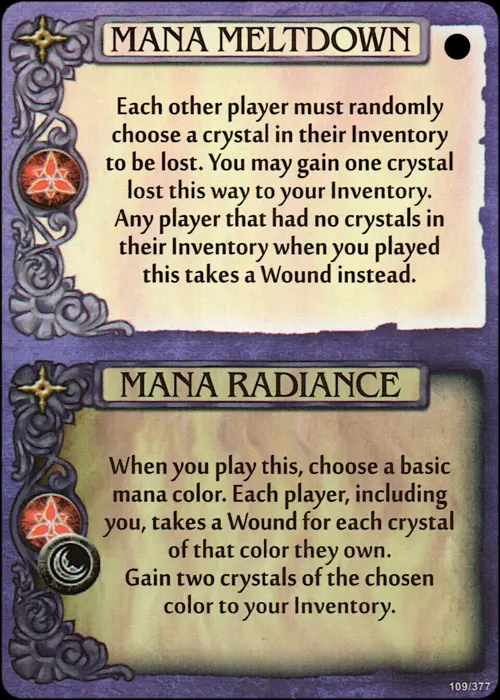 MANA MELTDOWN
Each other player must randomly
choose a crystal in their Inventory
to be lost. You may gain one crystal
lost this way to your Inventory.
Any player that had no crystals in
their Inventory when you played
this takes a Wound instead.
MANA RADIANCE
When you play this, choose a basic
mana color. Each player, including
you, takes a Wound for each crystal
of that color they own.
Gain two crystals of the chosen
color to your Inventory.
109/377